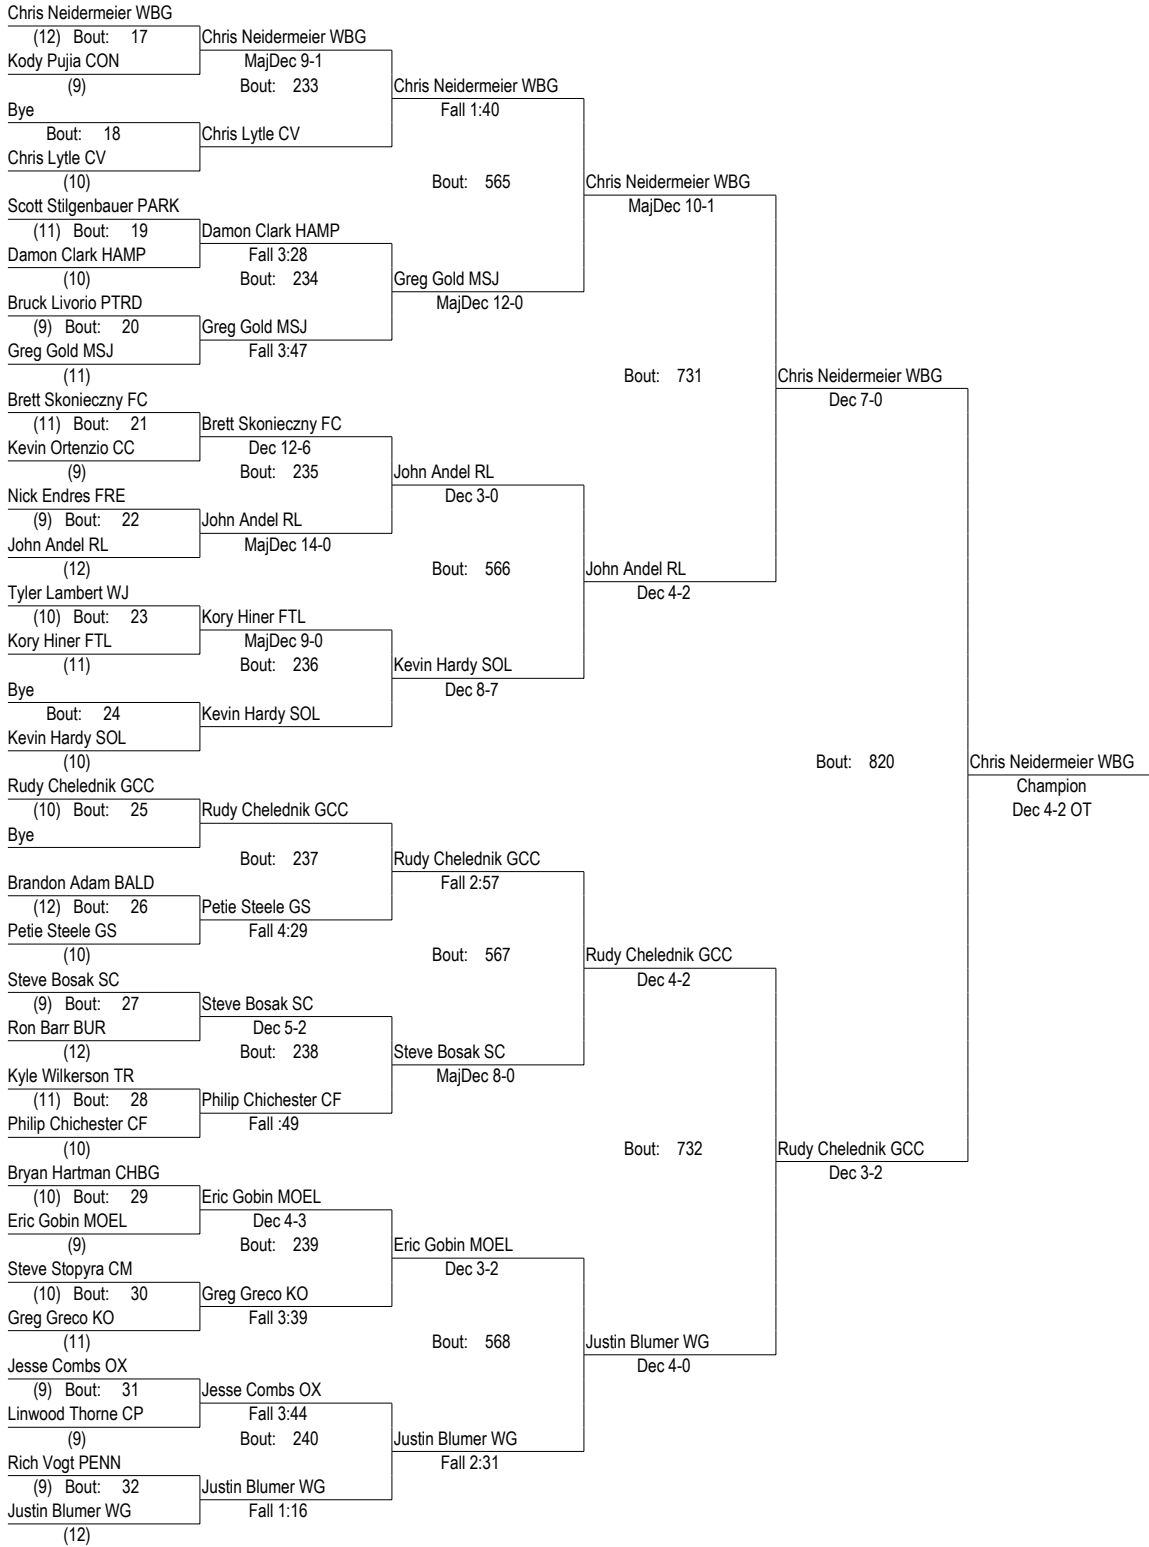 Chris Neidermeier WBG
(12) Bout: 17 Chris Neidermeier WBG
Kody Pujia CON MajDec 9-1
(9) Bout: 233 Chris Neidermeier WBG
Bye Fall 1:40
Bout: 18 Chris Lytle CV
Chris Lytle CV
(10) Bout: 565 Chris Neidermeier WBG
Scott Stilgenbauer PARK MajDec 10-1
(11) Bout: 19 Damon Clark HAMP
Damon Clark HAMP Fall 3:28
(10) Bout: 234 Greg Gold MSJ
Bruck Livorio PTRD MajDec 12-0
(9) Bout: 20 Greg Gold MSJ
Greg Gold MSJ Fall 3:47
(11) Bout: 731 Chris Neidermeier WBG
Brett Skonieczny FC Dec 7-0
(11) Bout: 21 Brett Skonieczny FC
Kevin Ortenzio CC Dec 12-6
(9) Bout: 235 John Andel RL
Nick Endres FRE Dec 3-0
(9) Bout: 22 John Andel RL
John Andel RL MajDec 14-0
(12) Bout: 566 John Andel RL
Tyler Lambert WJ Dec 4-2
(10) Bout: 23 Kory Hiner FTL
Kory Hiner FTL MajDec 9-0
(11) Bout: 236 Kevin Hardy SOL
Bye Dec 8-7
Bout: 24 Kevin Hardy SOL
Kevin Hardy SOL
(10) Bout: 820 Chris Neidermeier WBG
Rudy Chelednik GCC Champion
(10) Bout: 25 Rudy Chelednik GCC Dec 4-2 OT
Bye
Bout: 237 Rudy Chelednik GCC
Brandon Adam BALD Fall 2:57
(12) Bout: 26 Petie Steele GS
Petie Steele GS Fall 4:29
(10) Bout: 567 Rudy Chelednik GCC
Steve Bosak SC Dec 4-2
(9) Bout: 27 Steve Bosak SC
Ron Barr BUR Dec 5-2
(12) Bout: 238 Steve Bosak SC
Kyle Wilkerson TR MajDec 8-0
(11) Bout: 28 Philip Chichester CF
Philip Chichester CF Fall :49
(10) Bout: 732 Rudy Chelednik GCC
Bryan Hartman CHBG Dec 3-2
(10) Bout: 29 Eric Gobin MOEL
Eric Gobin MOEL Dec 4-3
(9) Bout: 239 Eric Gobin MOEL
Steve Stopyra CM Dec 3-2
(10) Bout: 30 Greg Greco KO
Greg Greco KO Fall 3:39
(11) Bout: 568 Justin Blumer WG
Jesse Combs OX Dec 4-0
(9) Bout: 31 Jesse Combs OX
Linwood Thorne CP Fall 3:44
(9) Bout: 240 Justin Blumer WG
Rich Vogt PENN Fall 2:31
(9) Bout: 32 Justin Blumer WG
Justin Blumer WG Fall 1:16
(12)